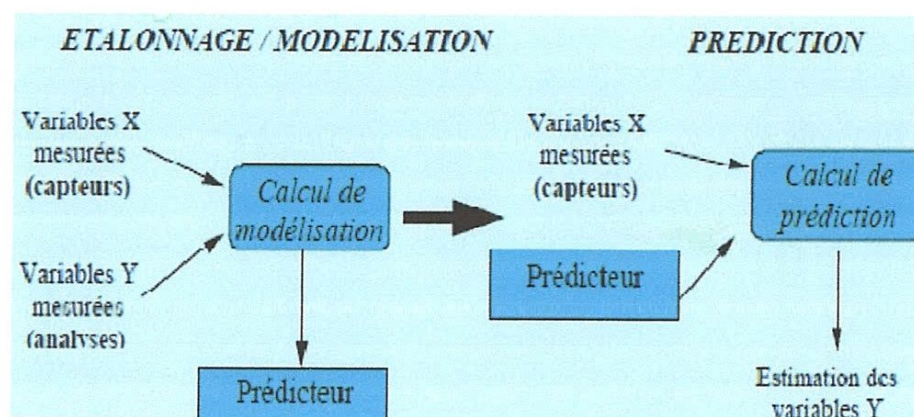 ETALONNAGE / MODELISATION
Variables X
mesurées
(capteurs)
Calcul de
modélisation
Variables Y
mesurées
(analyses)
Prédicteur
PREDICTION
Variables X
mesurées
(capteurs)
Prédicteur
Calcul de
prédiction
Estimation des
variables Y